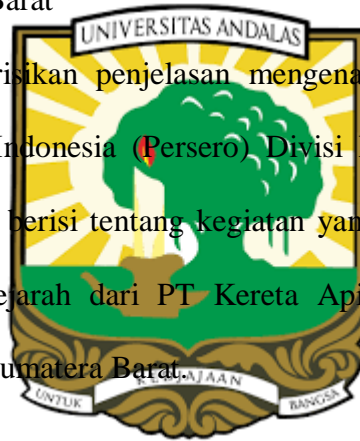 Barat
UNIVERSITAS ANDALAS
risikan penjelasan mengena
Indonesia (Persero) Divisi
berisi tentang kegiatan yan
ejarah dari PT Kereta Api
umatera Barat.
KEDJAJAAN
UNTUK BANGSA